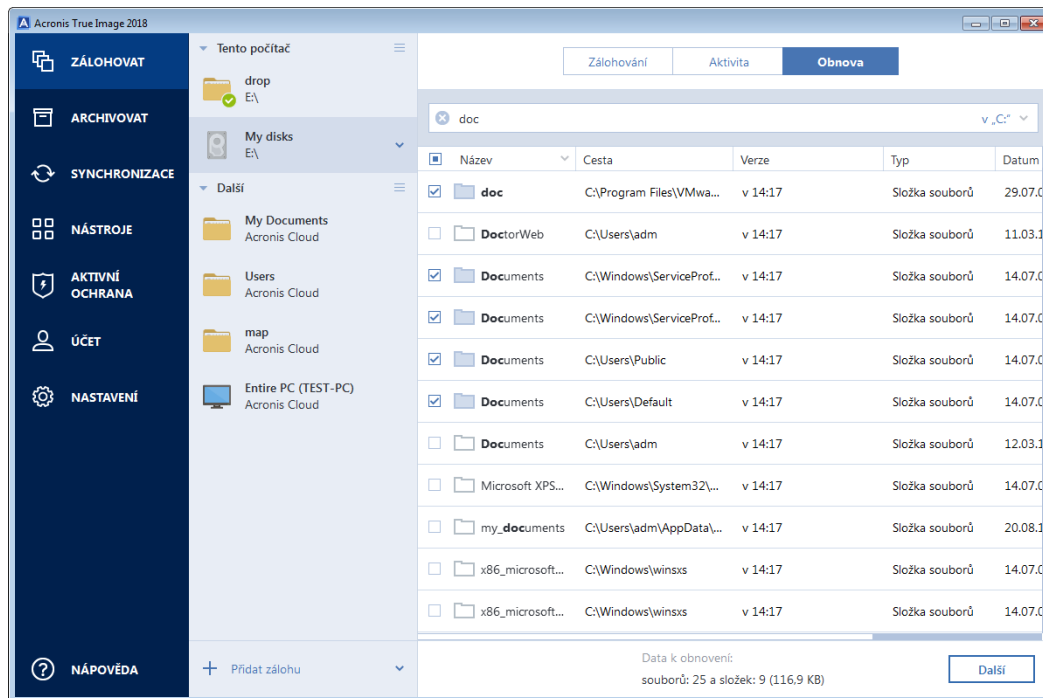 Acronis True Image 2018
ZÁLOHOVAT
ARCHIVOVAT
SYNCHRONIZACE
NÁSTROJE
AKTIVNÍ
OCHRANA
ÚČET
NASTAVENÍ
NÁPOVĚDA
Tento počítač
drop
E:\
My disks
E:\
Další
My Documents
Acronis Cloud
Users
Acronis Cloud
map
Acronis Cloud
Entire PC (TEST-PC)
Acronis Cloud
Přidat zálohu
Zálohování Aktivita Obnova
doc v „C:“
Název Cesta Verze Typ Datum
doc C:\Program Files\VMwa... v 14:17 Složka souborů 29.07.0
DoctorWeb C:\Users\adm v 14:17 Složka souborů 11.03.1
Documents C:\Windows\ServiceProf... v 14:17 Složka souborů 14.07.0
Documents C:\Windows\ServiceProf... v 14:17 Složka souborů 14.07.0
Documents C:\Users\Public v 14:17 Složka souborů 14.07.0
Documents C:\Users\Default v 14:17 Složka souborů 14.07.0
Documents C:\Users\adm v 14:17 Složka souborů 12.03.1
Microsoft XPS... C:\Windows\System32\... v 14:17 Složka souborů 14.07.0
my_documents C:\Users\adm\AppData\... v 14:17 Složka souborů 20.08.1
x86_microsoft... C:\Windows\winsxs v 14:17 Složka souborů 14.07.0
x86_microsoft... C:\Windows\winsxs v 14:17 Složka souborů 14.07.0
Data k obnovení:
souborů: 25 a složek: 9 (116,9 KB)
Další